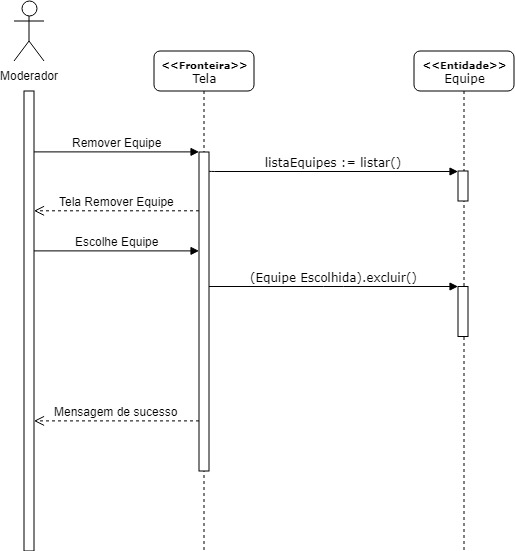 Moderador
<<Fronteira>>
Tela
<<Entidade>>
Equipe
Remover Equipe
listaEquipes := listar()
Tela Remover Equipe
Escolhe Equipe
(Equipe Escolhida).excluir()
Mensagem de sucesso